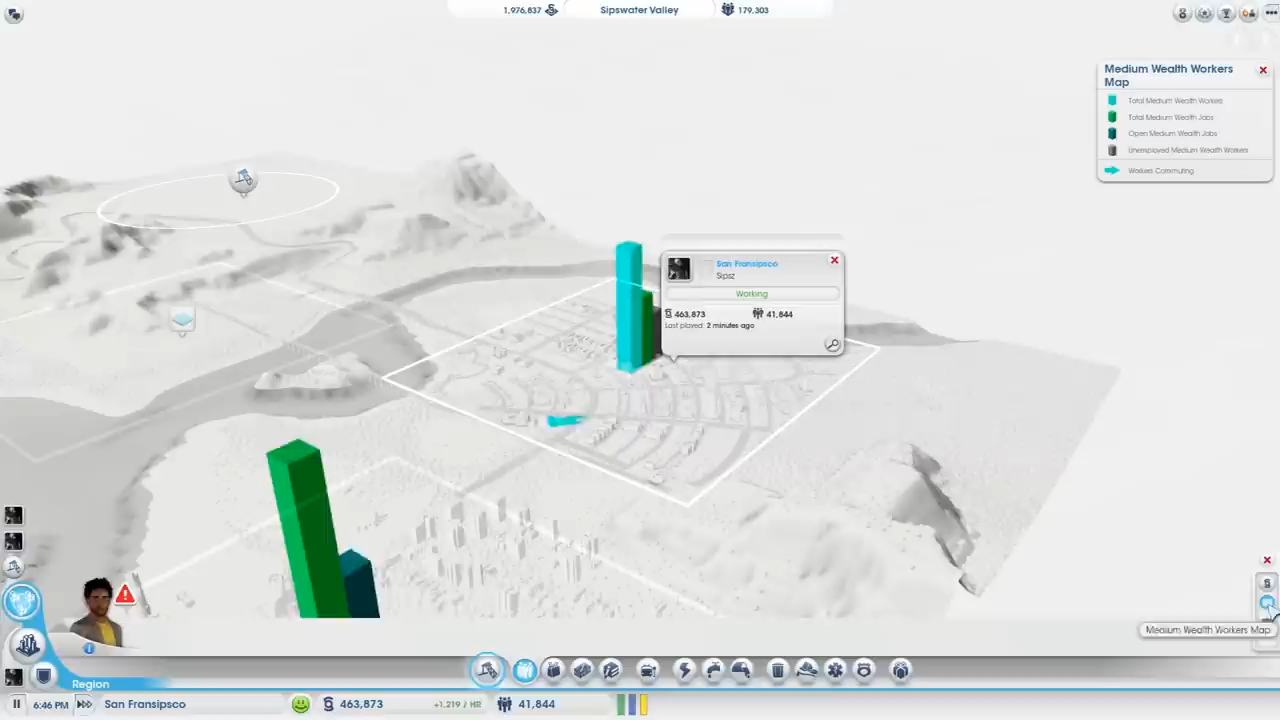 1,976,837
Sipswater Valley
179,303
Medium Wealth Workers
Map
Total Medium Wealth Workers
Total Medium Wealth Jobs
Open Medium Wealth Jobs
Unemployed Medium Wealth Workers
Workers Commuting
San Fransipsco
Sipsz
Working
463,873
41,844
Last played: 2 minutes ago
Medium Wealth Workers Map
Region
6:46 PM
San Fransipsco
463,873
+1,219 / HR
41,844